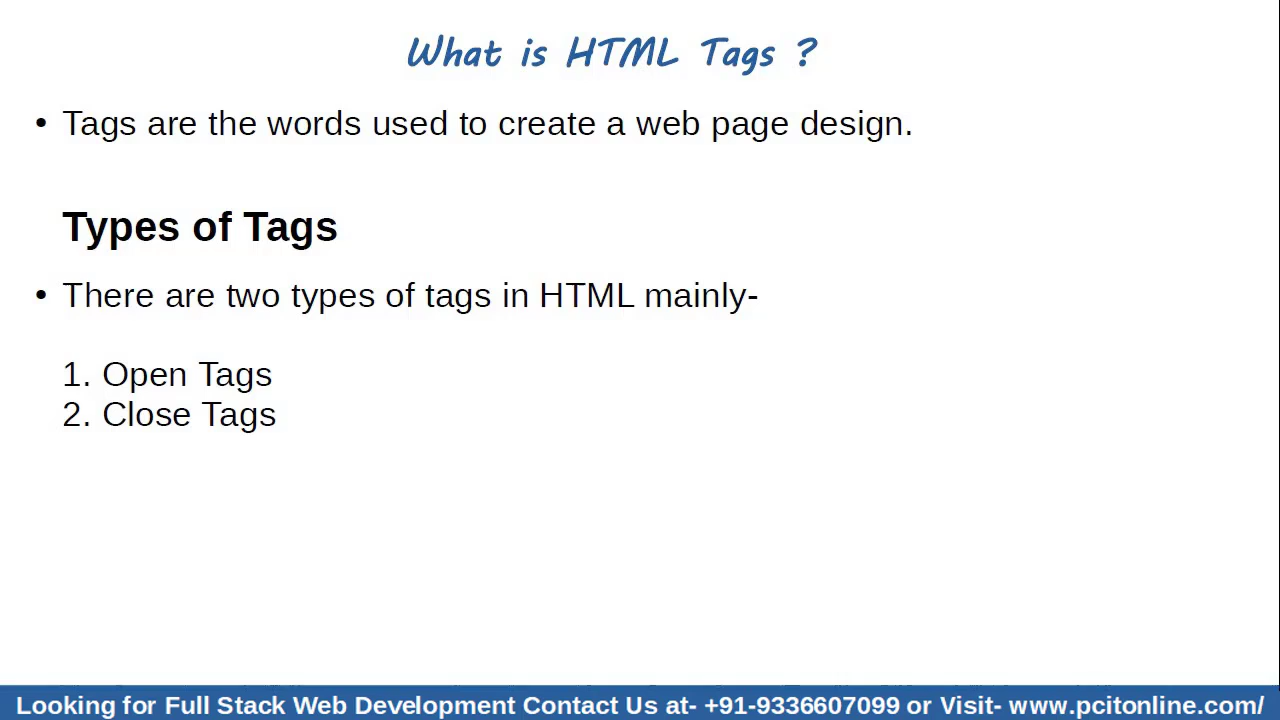 What is HTML Tags ?
• Tags are the words used to create a web page design.
Types of Tags
• There are two types of tags in HTML mainly-
1. Open Tags
2. Close Tags
Looking for Full Stack Web Development Contact Us at- +91-9336607099 or Visit- www.pcitonline.com/